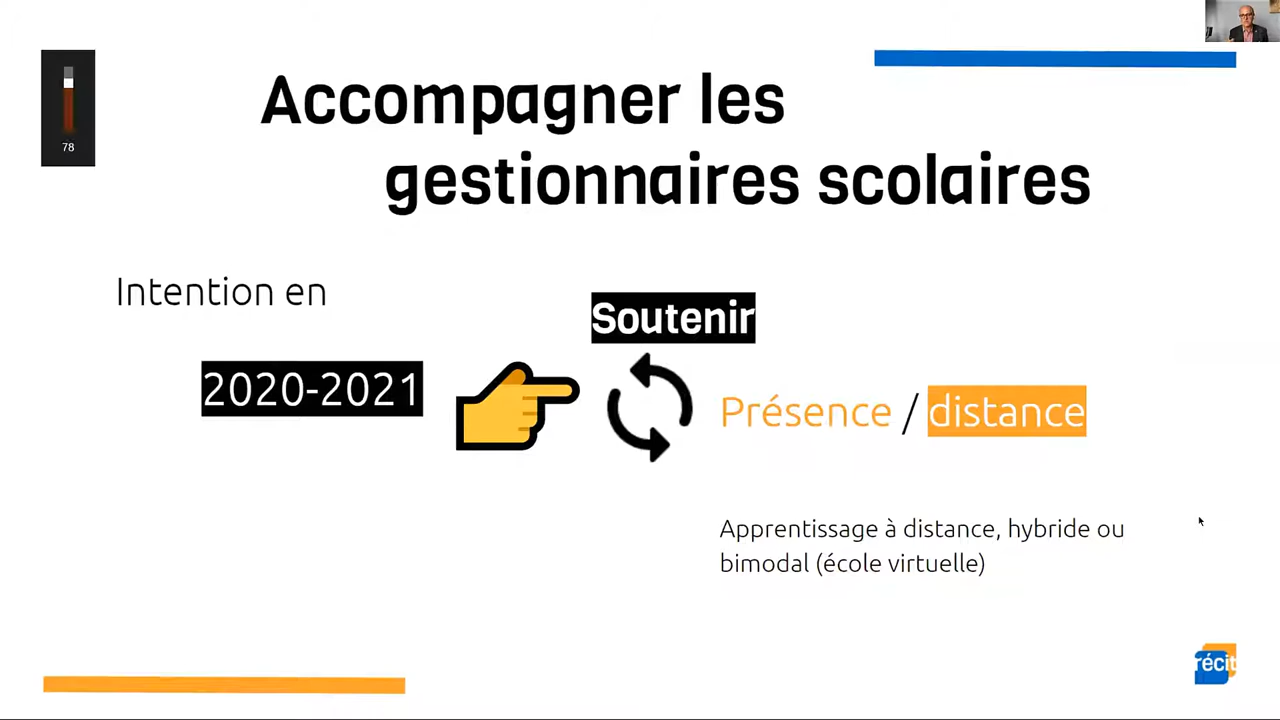 Accompagner les
gestionnaires scolaires
78
Intention en
2020-2021
Soutenir
Présence / distance
Apprentissage à distance, hybride ou
bimodal (école virtuelle)
récit